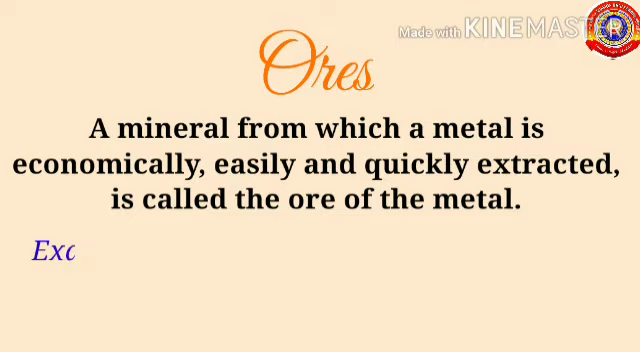 Made with KINEMASTER
Ores
A mineral from which a metal is
economically, easily and quickly extracted,
is called the ore of the metal.
Exa